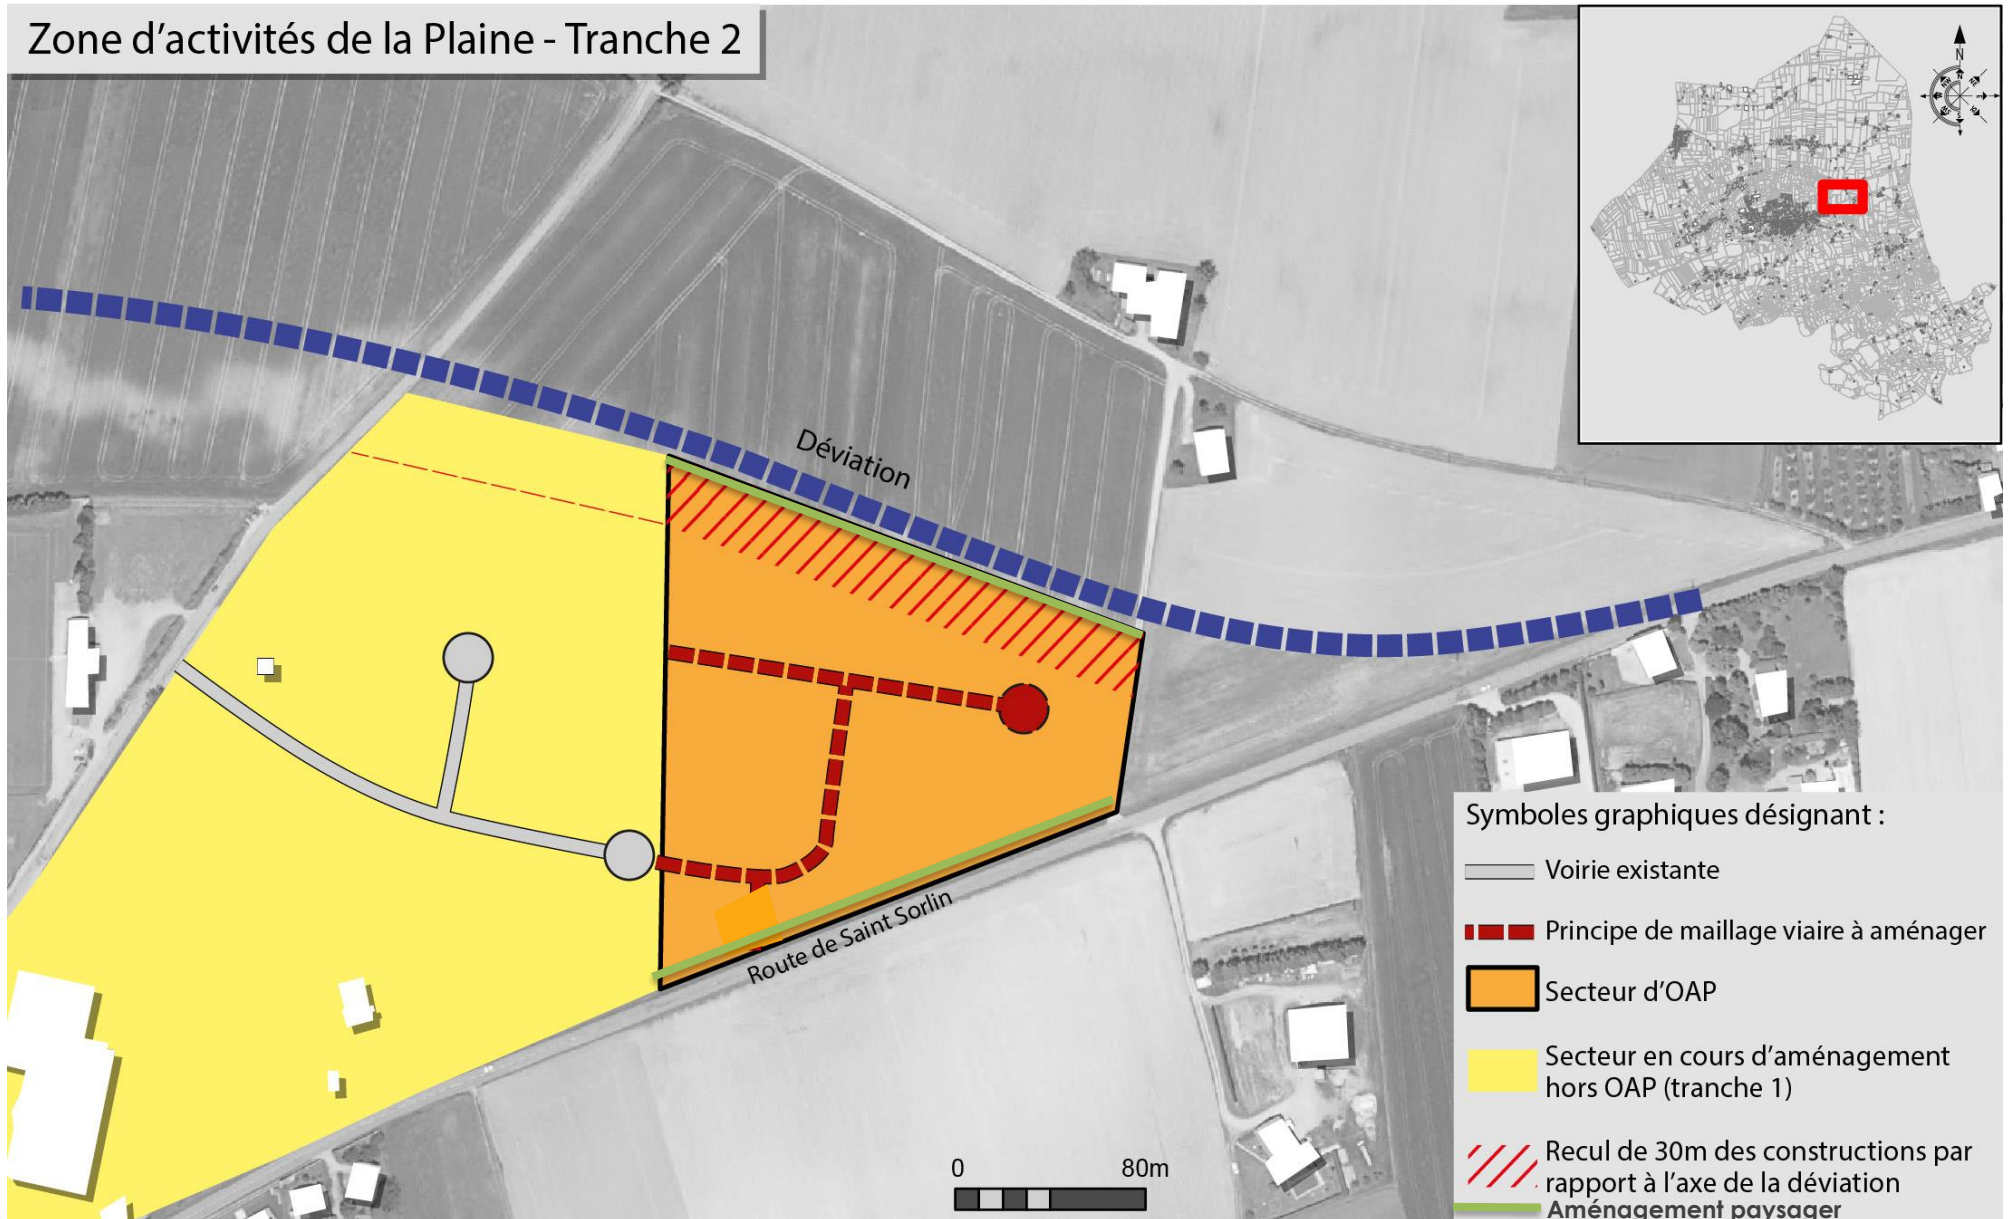 Zone d'activités de la Plaine - Tranche 2
N
Déviation
Route de Saint Sorlin
0 80m
Symboles graphiques désignant :
Voirie existante
Principe de maillage viaire à aménager
Secteur d'OAP
Secteur en cours d'aménagement
hors OAP (tranche 1)
Recul de 30m des constructions par
rapport à l'axe de la déviation
Aménagement paysager